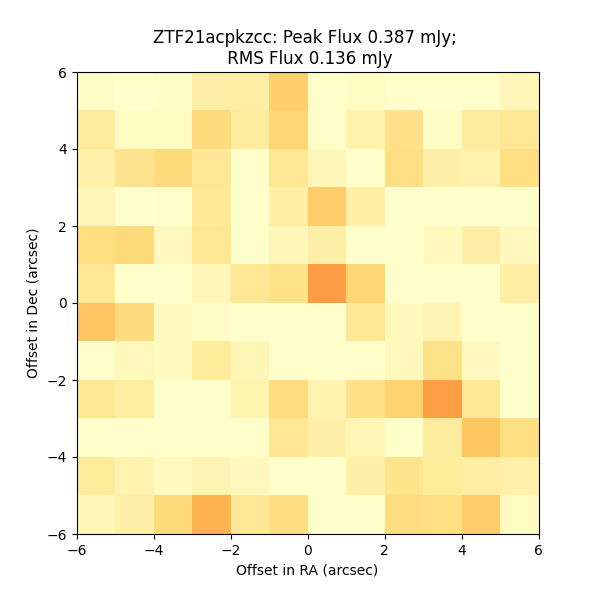 ZTF21acpkzcc: Peak Flux 0.387 mJy;
RMS Flux 0.136 mJy
6
4
2
0
−2
−4
−6
Offset in Dec (arcsec)
−6 −4 −2 0 2 4 6
Offset in RA (arcsec)